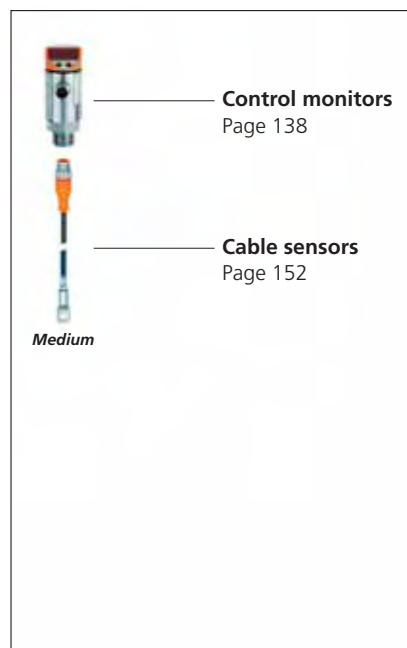 Control monitors
Page 138
Cable sensors
Page 152
Medium